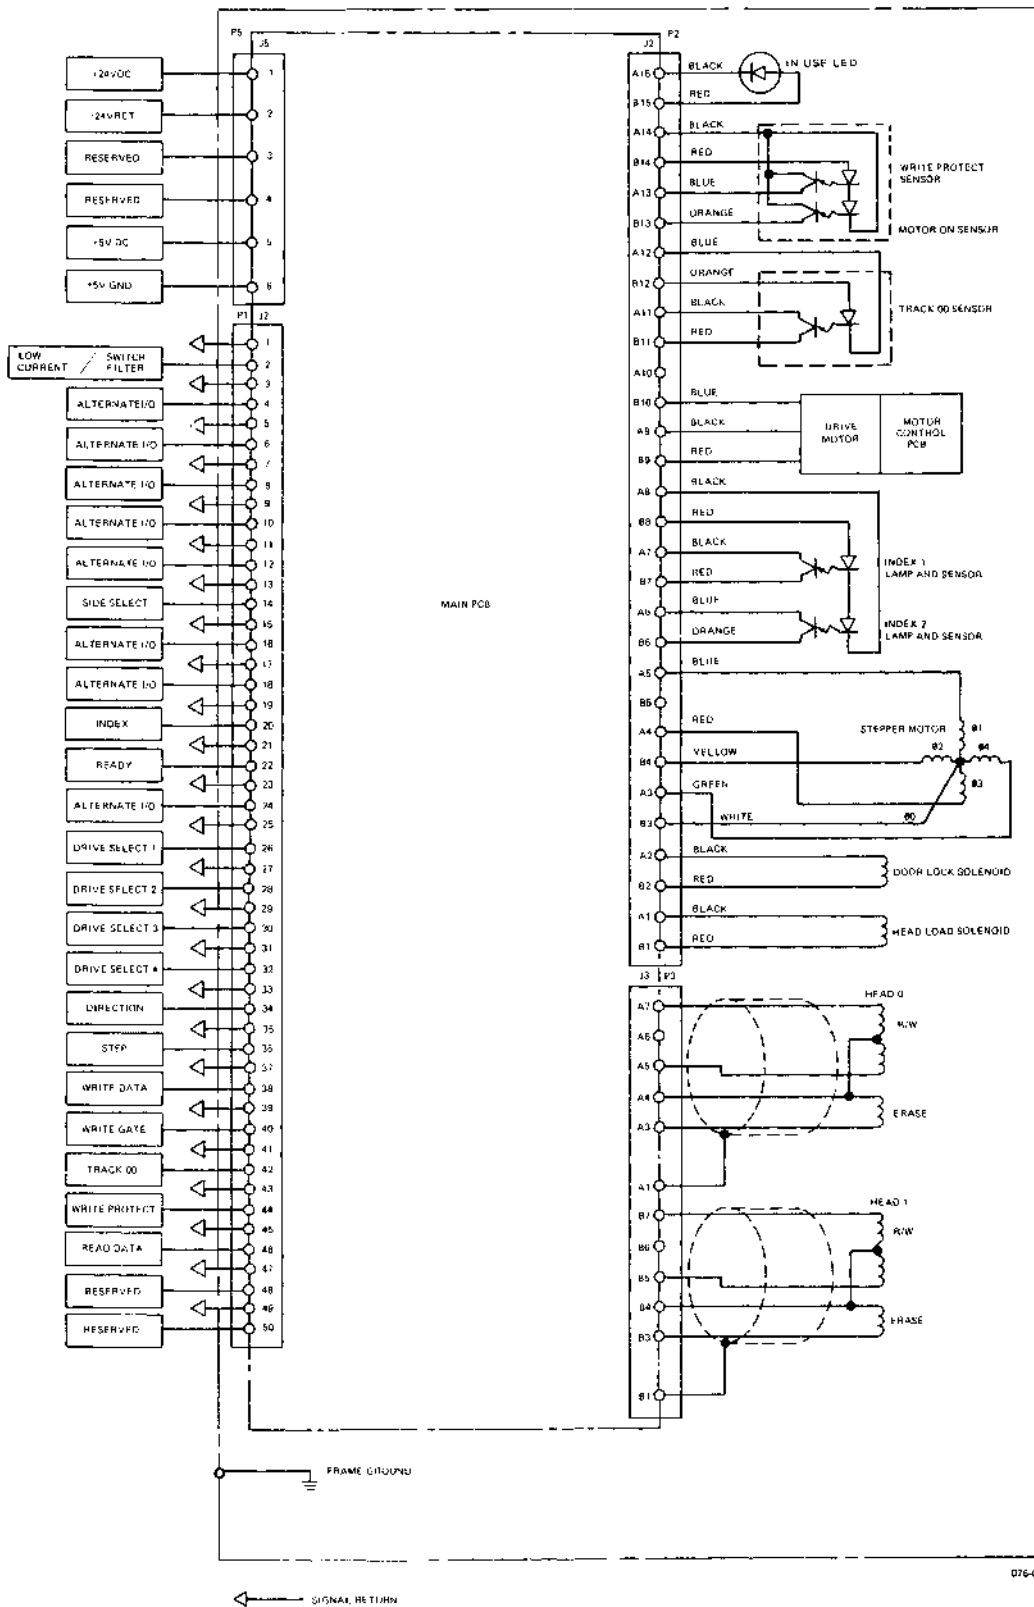 P5
J5
+24VDC 1
+24VRET 2
RESERVED 3
RESERVED 4
+5V DC 5
+5V GND 6
P1 J2
1
LOW CURRENT / SWITCH FILTER 2
3
ALTERNATE I/O 4
5
ALTERNATE I/O 6
7
ALTERNATE I/O 8
9
ALTERNATE I/O 10
11
ALTERNATE I/O 12
13
SIDE SELECT 14
15
ALTERNATE I/O 16
17
ALTERNATE I/O 18
19
INDEX 20
21
READY 22
23
ALTERNATE I/O 24
25
DRIVE SELECT 1 26
27
DRIVE SELECT 2 28
29
DRIVE SELECT 3 30
31
DRIVE SELECT 4 32
33
DIRECTION 34
35
STEP 36
37
WRITE DATA 38
39
WRITE GATE 40
41
TRACK 00 42
43
WRITE PROTECT 44
45
READ DATA 46
47
RESERVED 48
49
RESERVED 50
MAIN PCB
P2
J2
A15 BLACK IN USE LED
B15 RED
A14 BLACK
B14 RED
WRITE PROTECT
SENSOR
A13 BLUE
B13 ORANGE
MOTOR ON SENSOR
A12 BLUE
B12 ORANGE
A11 BLACK TRACK 00 SENSOR
B11 RED
A10
B10 BLUE
A9 BLACK
B9 RED
DRIVE
MOTOR
MOTOR
CONTROL
PCB
A8 BLACK
B8 RED
A7 BLACK
B7 RED
INDEX 1
LAMP AND SENSOR
A6 BLUE
B6 ORANGE
INDEX 2
LAMP AND SENSOR
A5 BLUE
B5
A4 RED STEPPER MOTOR Ø1
B4 YELLOW Ø2 Ø4
A3 GREEN Ø3
B3 WHITE Ø0
A2 BLACK
B2 RED DOOR LOCK SOLENOID
A1 BLACK
B1 RED HEAD LOAD SOLENOID
J3 P3
HEAD 0
A7
R/W
A6
A5
A4
ERASE
A3
A1
HEAD 1
B7
R/W
B6
B5
B4
ERASE
B3
B1
FRAME GROUND
SIGNAL RETURN